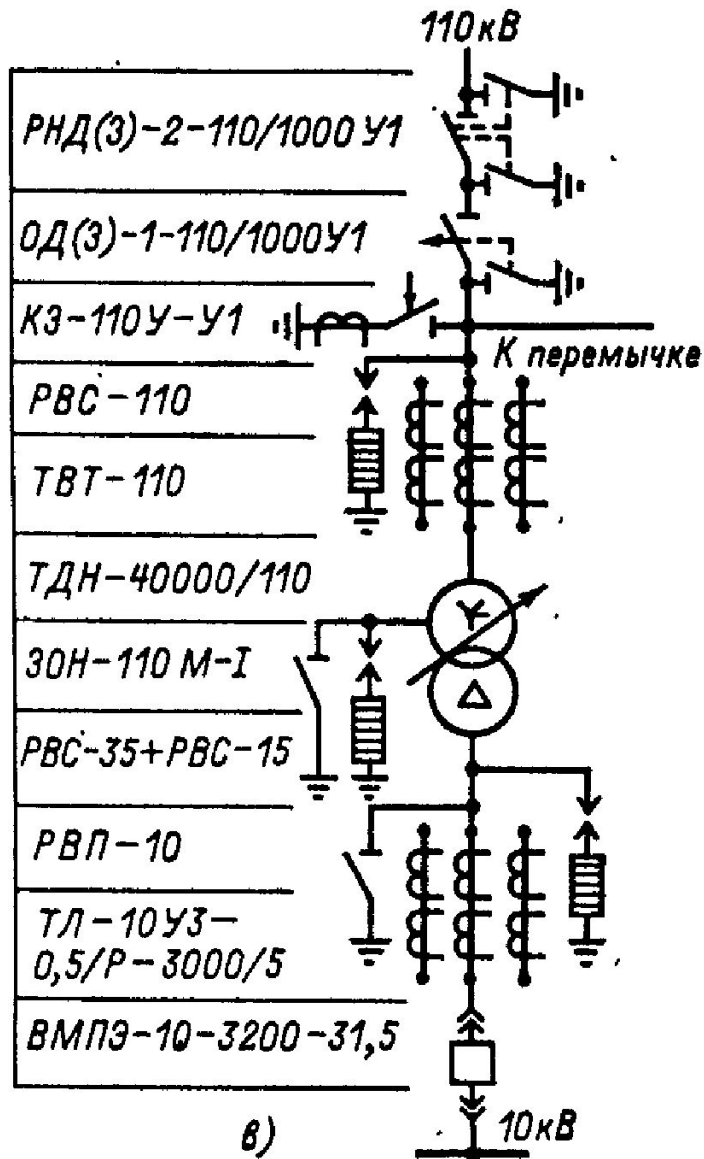 110кВ
РНД(З)-2-110/1000 У1
ОД(З)-1-110/1000У1
КЗ-110У-У1
К перемычке
РВС-110
ТВТ-110
ТДН-40000/110
ЗОН-110 М-I
РВС-35+РВС-15
РВП-10
ТЛ-10У3-
0,5/Р-3000/5
ВМПЭ-10-3200-31,5
10кВ
в)